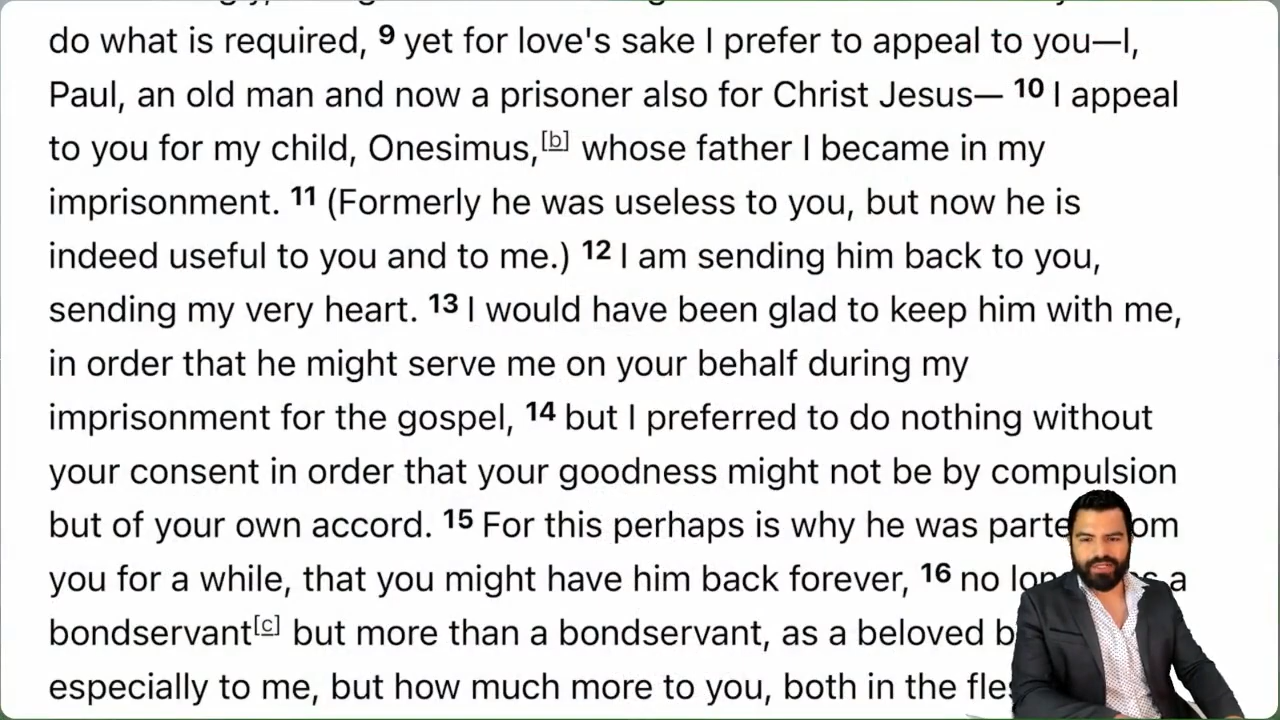 do what is required, 9 yet for love's sake I prefer to appeal to you—I,
Paul, an old man and now a prisoner also for Christ Jesus— 10 I appeal
to you for my child, Onesimus,[b] whose father I became in my
imprisonment. 11 (Formerly he was useless to you, but now he is
indeed useful to you and to me.) 12 I am sending him back to you,
sending my very heart. 13 I would have been glad to keep him with me,
in order that he might serve me on your behalf during my
imprisonment for the gospel, 14 but I preferred to do nothing without
your consent in order that your goodness might not be by compulsion
but of your own accord. 15 For this perhaps is why he was
you for a while, that you might have him back forever, 16 no a
bondservant[c] but more than a bondservant, as a beloved
especially to me, but how much more to you, both in the